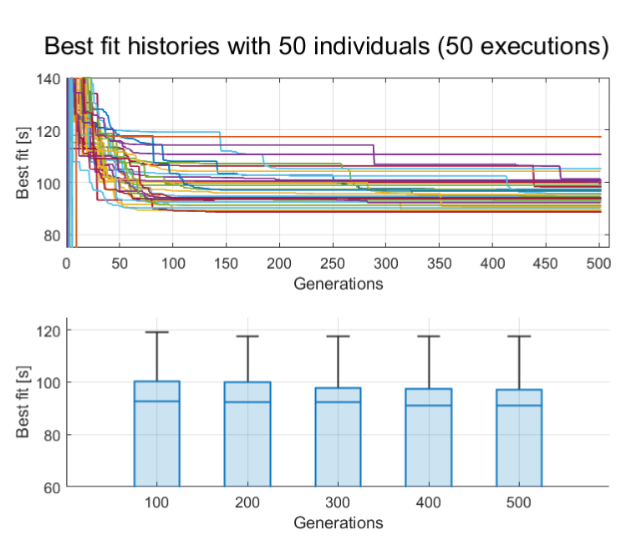 Best fit histories with 50 individuals (50 executions)
140
120
100
80
Best fit [s]
0 50 100 150 200 250 300 350 400 450 500
Generations
120
100
80
60
Best fit [s]
100 200 300 400 500
Generations